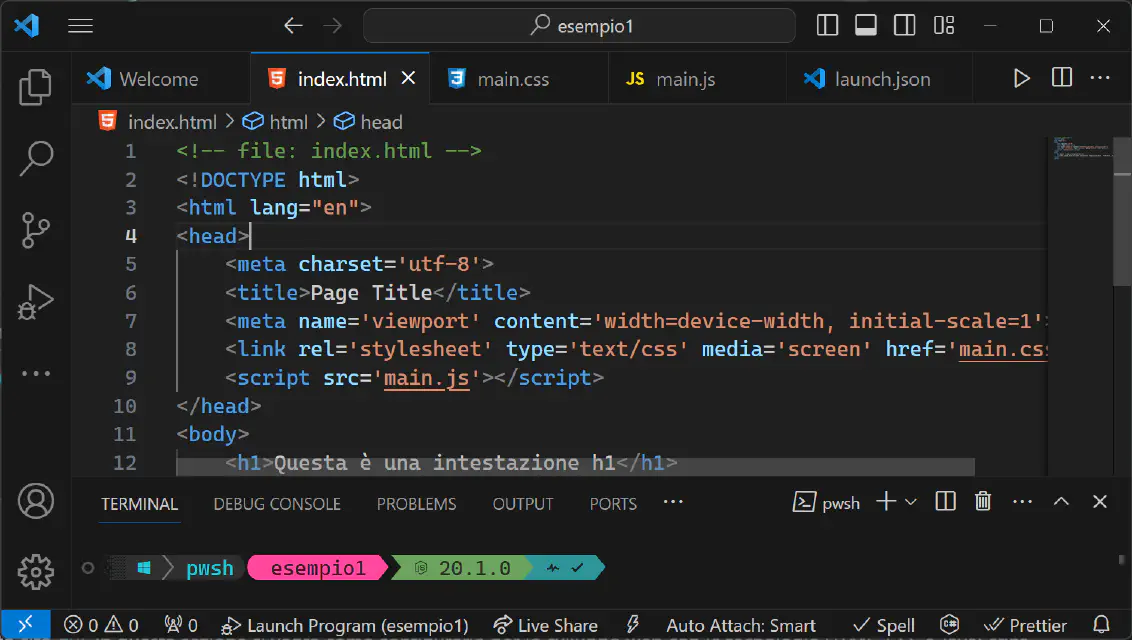 esempio1
Welcome index.html main.css JS main.js launch.json
index.html > html > head
1 <!-- file: index.html -->
2 <!DOCTYPE html>
3 <html lang="en">
4 <head>
5 <meta charset='utf-8'>
6 <title>Page Title</title>
7 <meta name='viewport' content='width=device-width, initial-scale=1'>
8 <link rel='stylesheet' type='text/css' media='screen' href='main.css
9 <script src='main.js'></script>
10 </head>
11 <body>
12 <h1>Questa è una intestazione h1</h1>
TERMINAL DEBUG CONSOLE PROBLEMS OUTPUT PORTS ... pwsh
pwsh esempio1 20.1.0
0 0 0 Launch Program (esempio1) Live Share Auto Attach: Smart Spell Prettier